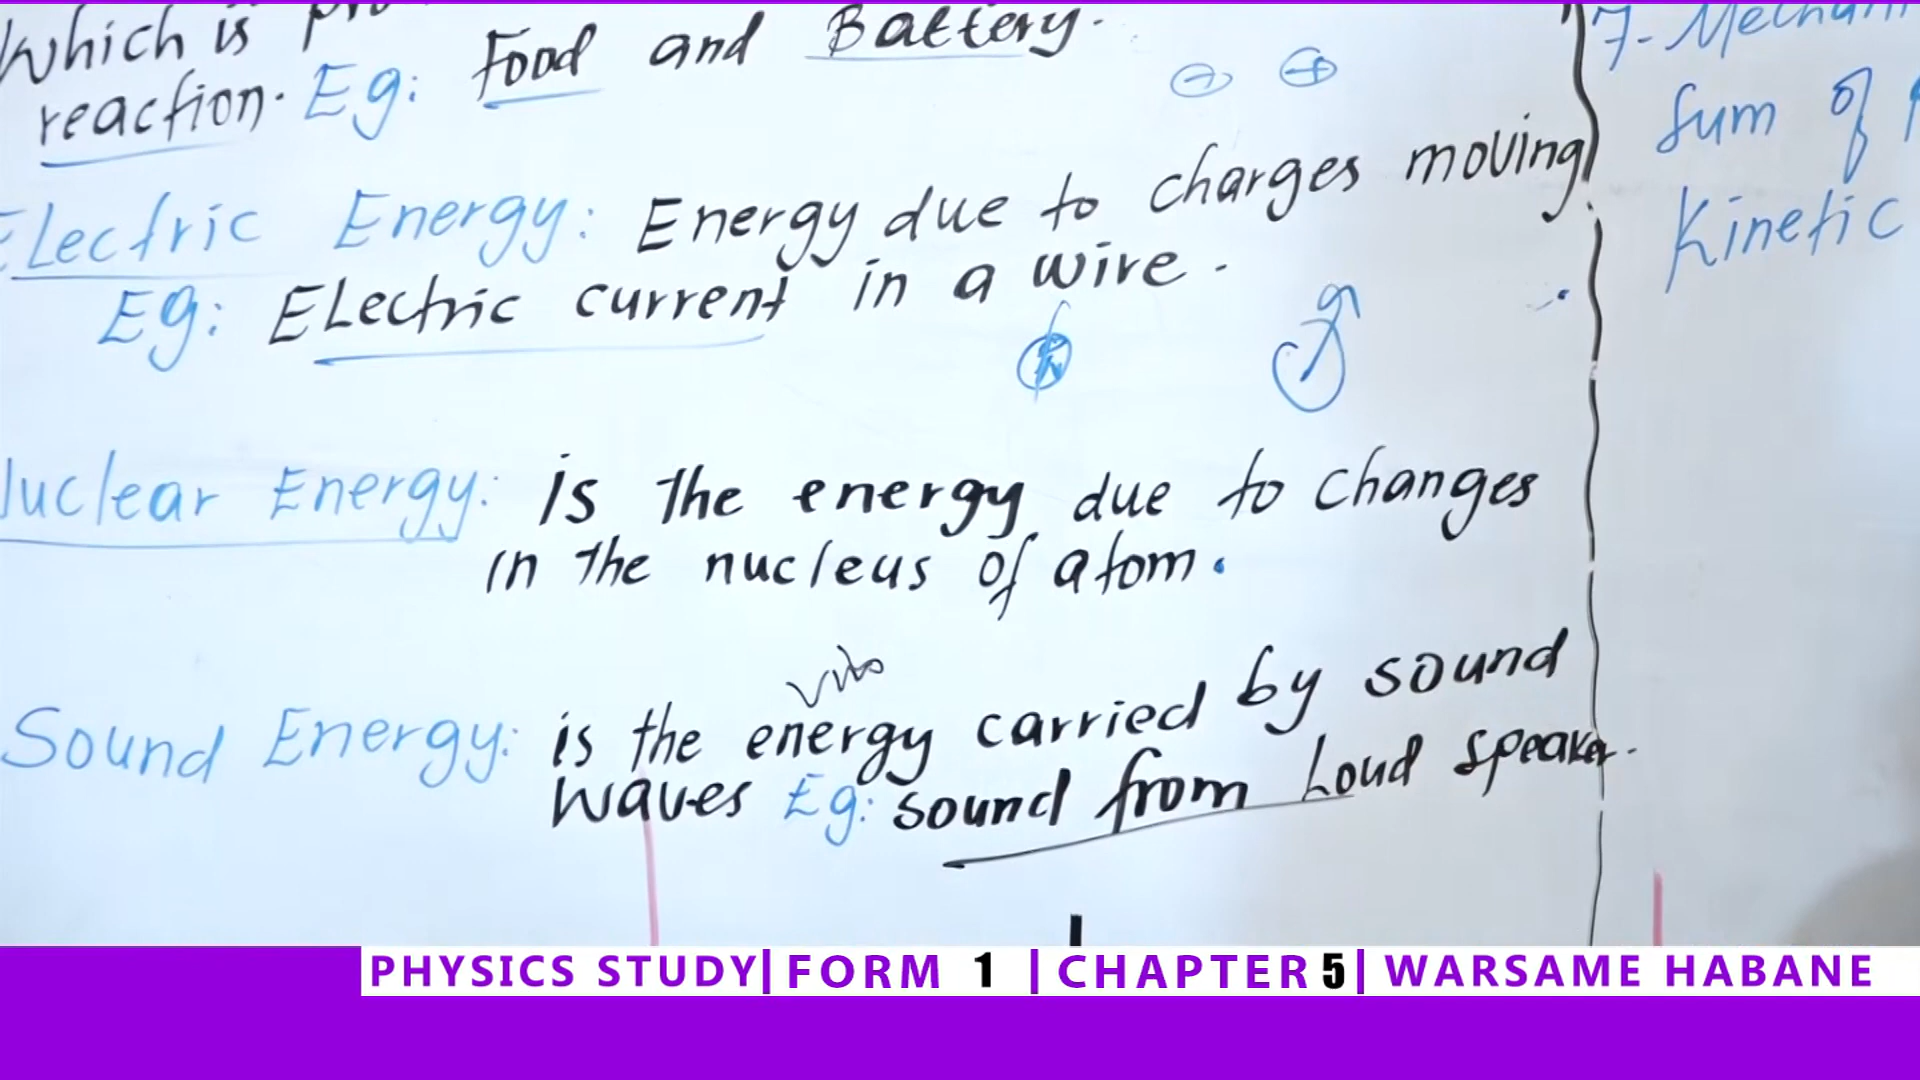 Which is
reaction. Eg: Food and Battery.
Electric Energy: Energy due to charges moving
Eg: Electric current in a wire.
Nuclear Energy: is the energy due to changes
in the nucleus of atom.
Sound Energy: is the energy carried by sound
waves Eg: sound from Loud speaker.
7- Mechani
Sum of
Kinetic
PHYSICS STUDY| FORM 1 | CHAPTER 5 | WARSAME HABANE